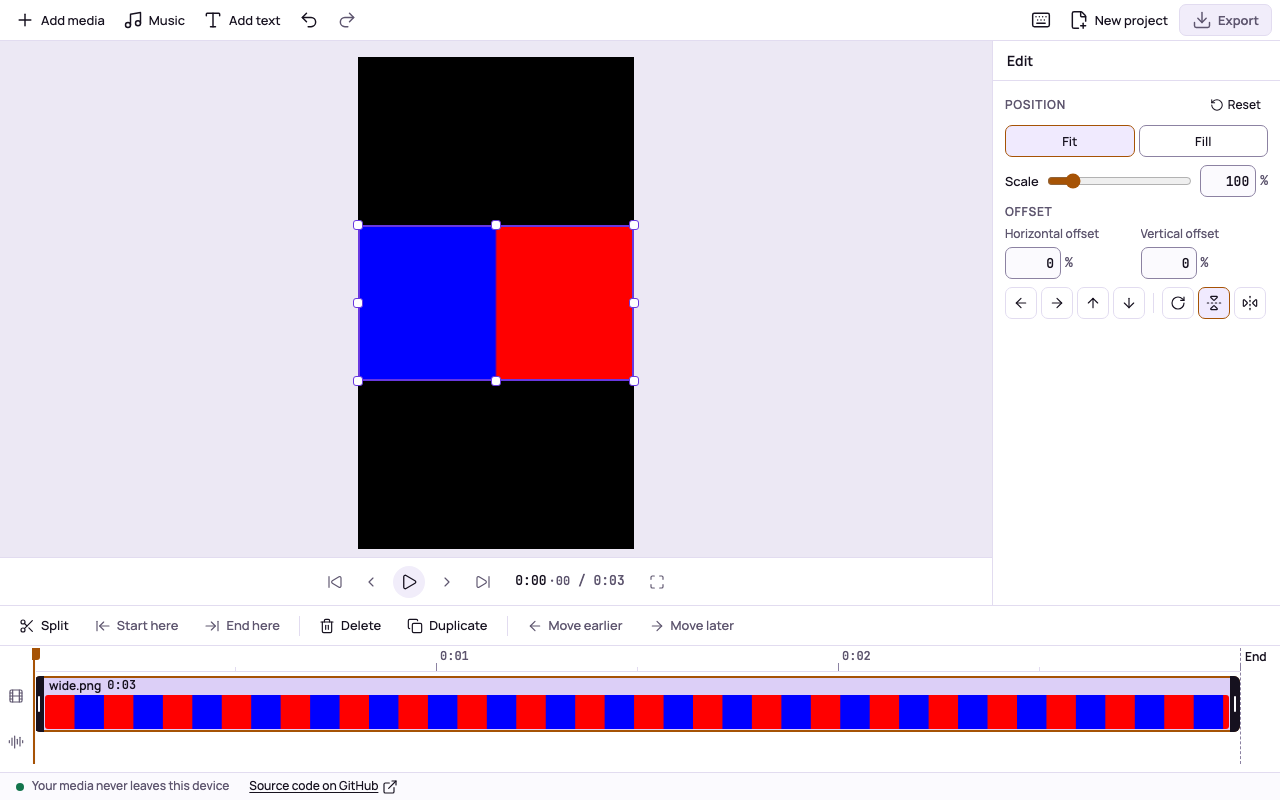 Add media Music Add text New project Export
Edit
POSITION Reset
Fit Fill
Scale 100 %
OFFSET
Horizontal offset Vertical offset
0 % 0 %
0:00·00 / 0:03
Split Start here End here Delete Duplicate Move earlier Move later
0:01 0:02 End
wide.png 0:03
Your media never leaves this device Source code on GitHub